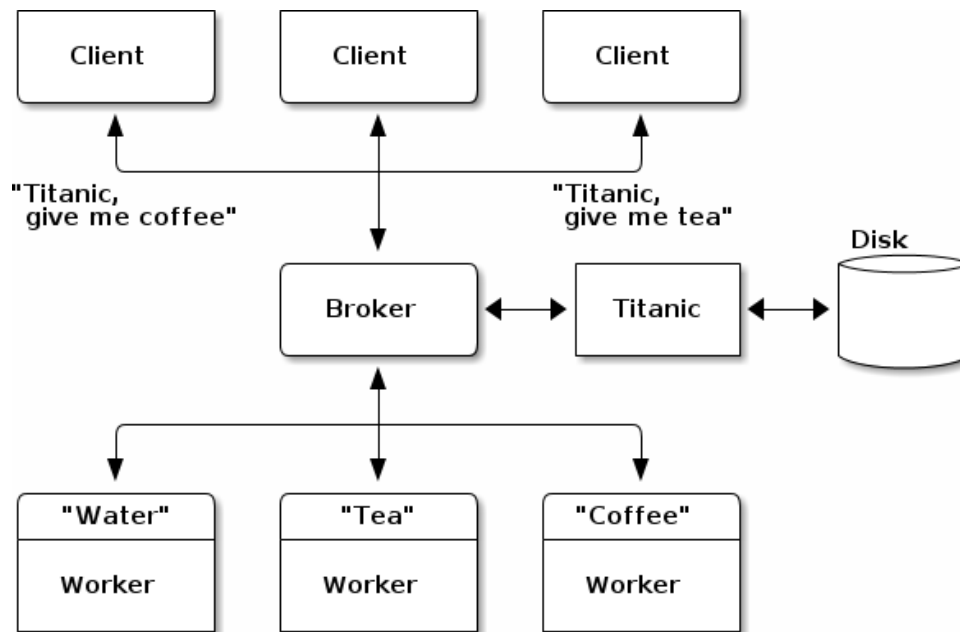 Client
Client
Client
"Titanic,
give me coffee"
"Titanic,
give me tea"
Disk
Broker
Titanic
"Water"
"Tea"
"Coffee"
Worker
Worker
Worker